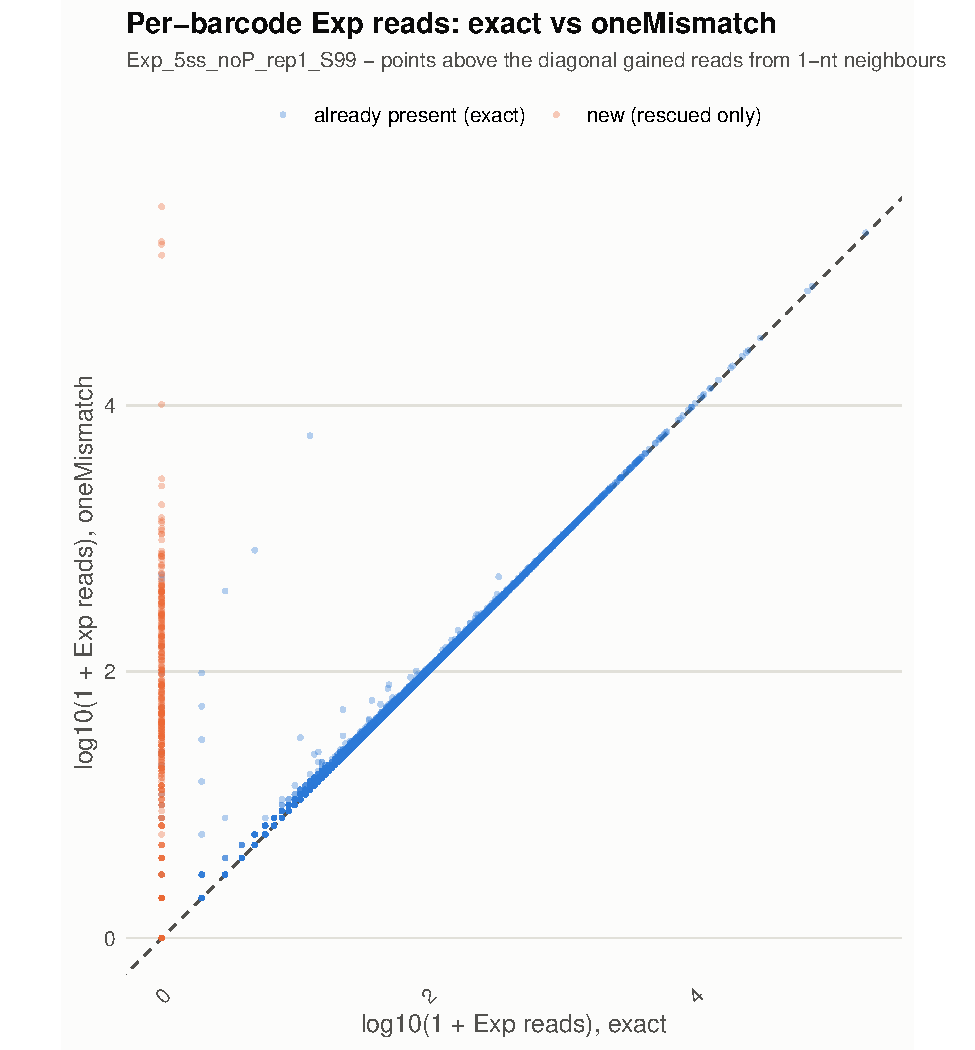 Per−barcode Exp reads: exact vs oneMismatch
Exp_5ss_noP_rep1_S99 − points above the diagonal gained reads from 1−nt neighbours
already present (exact) new (rescued only)
log10(1 + Exp reads), oneMismatch
4
2
0
0 2 4
log10(1 + Exp reads), exact